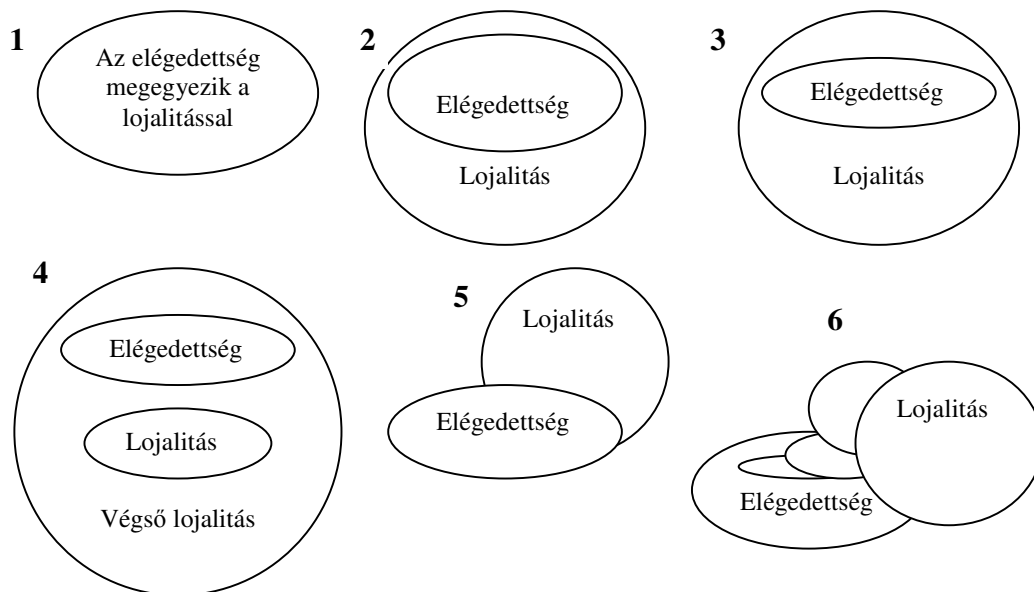 1
Az elégedettség
megegyezik a
lojalitással
2
Elégedettség
Lojalitás
3
Elégedettség
Lojalitás
4
Elégedettség
Lojalitás
Végső lojalitás
5
Lojalitás
Elégedettség
6
Lojalitás
Elégedettség